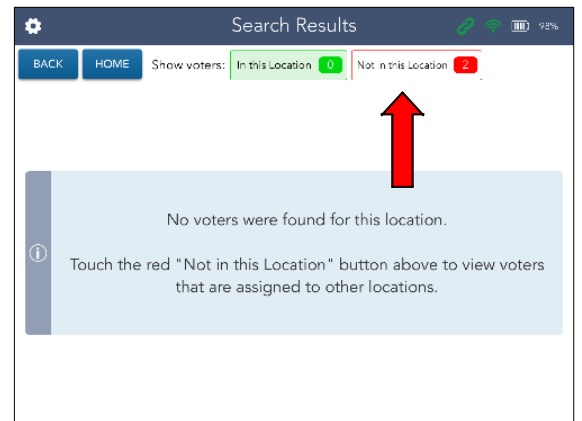 Search Results
98%
BACK HOME Show voters: In this Location 0 Not in this Location 2
No voters were found for this location.
Touch the red "Not in this Location" button above to view voters
that are assigned to other locations.